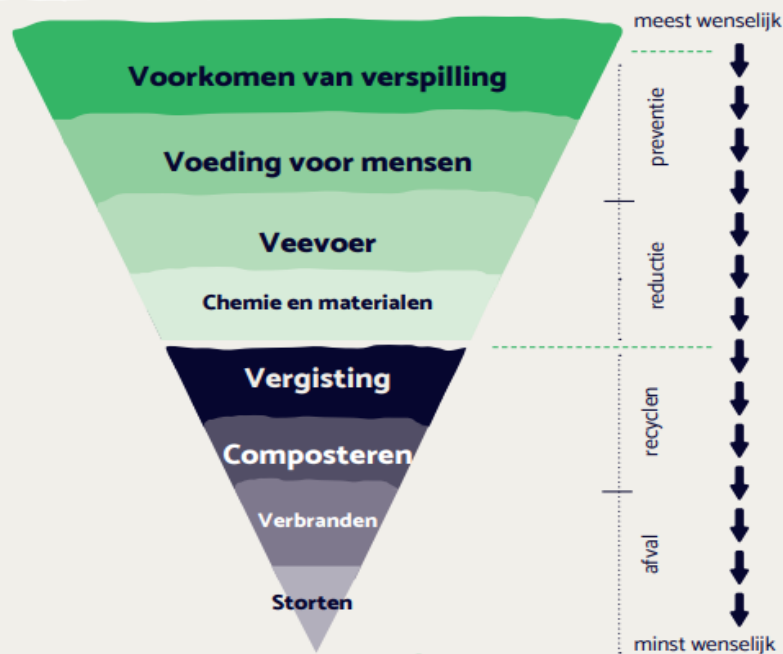 meest wenselijk
Voorkomen van verspilling
preventie
Voeding voor mensen
Veevoer
reductie
Chemie en materialen
Vergisting
recyclen
Composteren
Verbranden
afval
Storten
minst wenselijk